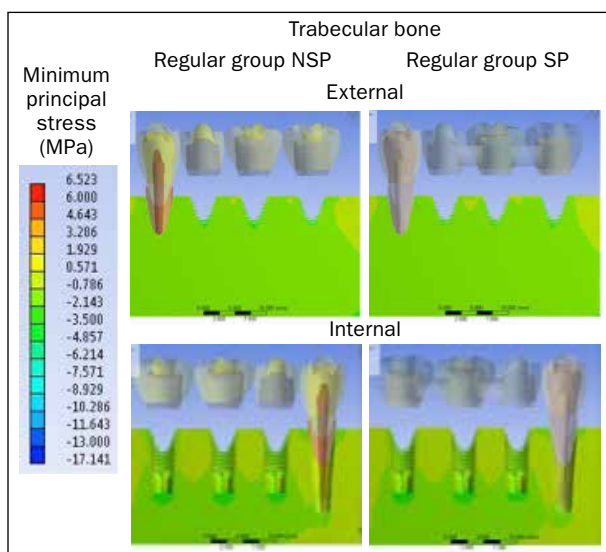 Trabecular bone
Regular group NSP
Regular group SP
External
Minimum
principal
stress
(MPa)
6.523
6.000
4.643
3.286
1.929
0.571
-0.786
-2.143
-3.500
-4.857
-6.214
-7.571
-8.929
-10.286
-11.643
-13.000
-17.141
Internal